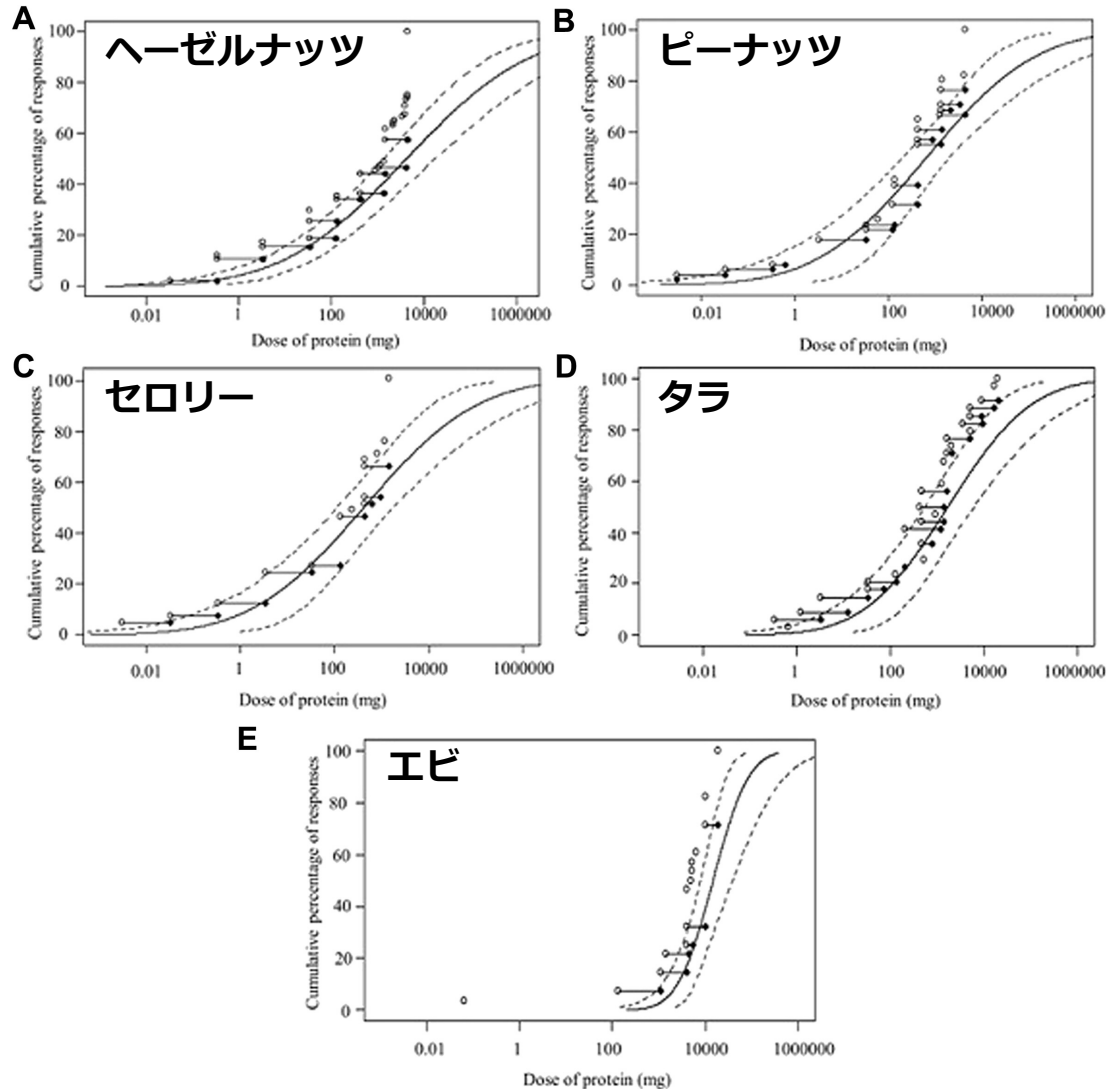 A
ヘーゼルナッツ
Cumulative percentage of responses
100
80
60
40
20
0
0.01
1
100
10000
1000000
Dose of protein (mg)
B
ピーナッツ
Cumulative percentage of responses
100
80
60
40
20
0
0.01
1
100
10000
1000000
Dose of protein (mg)
C
セロリー
Cumulative percentage of responses
100
80
60
40
20
0
0.01
1
100
10000
1000000
Dose of protein (mg)
D
タラ
Cumulative percentage of responses
100
80
60
40
20
0
0.01
1
100
10000
1000000
Dose of protein (mg)
E
エビ
Cumulative percentage of responses
100
80
60
40
20
0
0.01
1
100
10000
1000000
Dose of protein (mg)